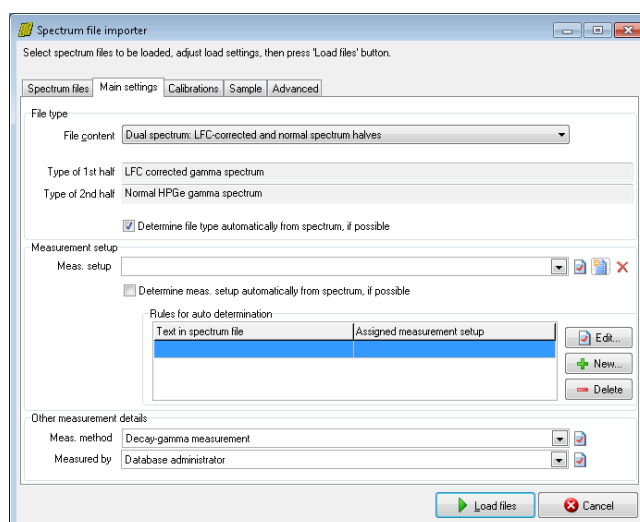 Spectrum file importer
Select spectrum files to be loaded, adjust load settings, then press 'Load files' button.
Spectrum files Main settings Calibrations Sample Advanced
File type
File content Dual spectrum: LFC-corrected and normal spectrum halves
Type of 1st half LFC corrected gamma spectrum
Type of 2nd half Normal HPGe gamma spectrum
Determine file type automatically from spectrum, if possible
Measurement setup
Meas. setup
Determine meas. setup automatically from spectrum, if possible
Rules for auto determination
Text in spectrum file Assigned measurement setup
Edit...
New...
Delete
Other measurement details
Meas. method Decay-gamma measurement
Measured by Database administrator
Load files Cancel